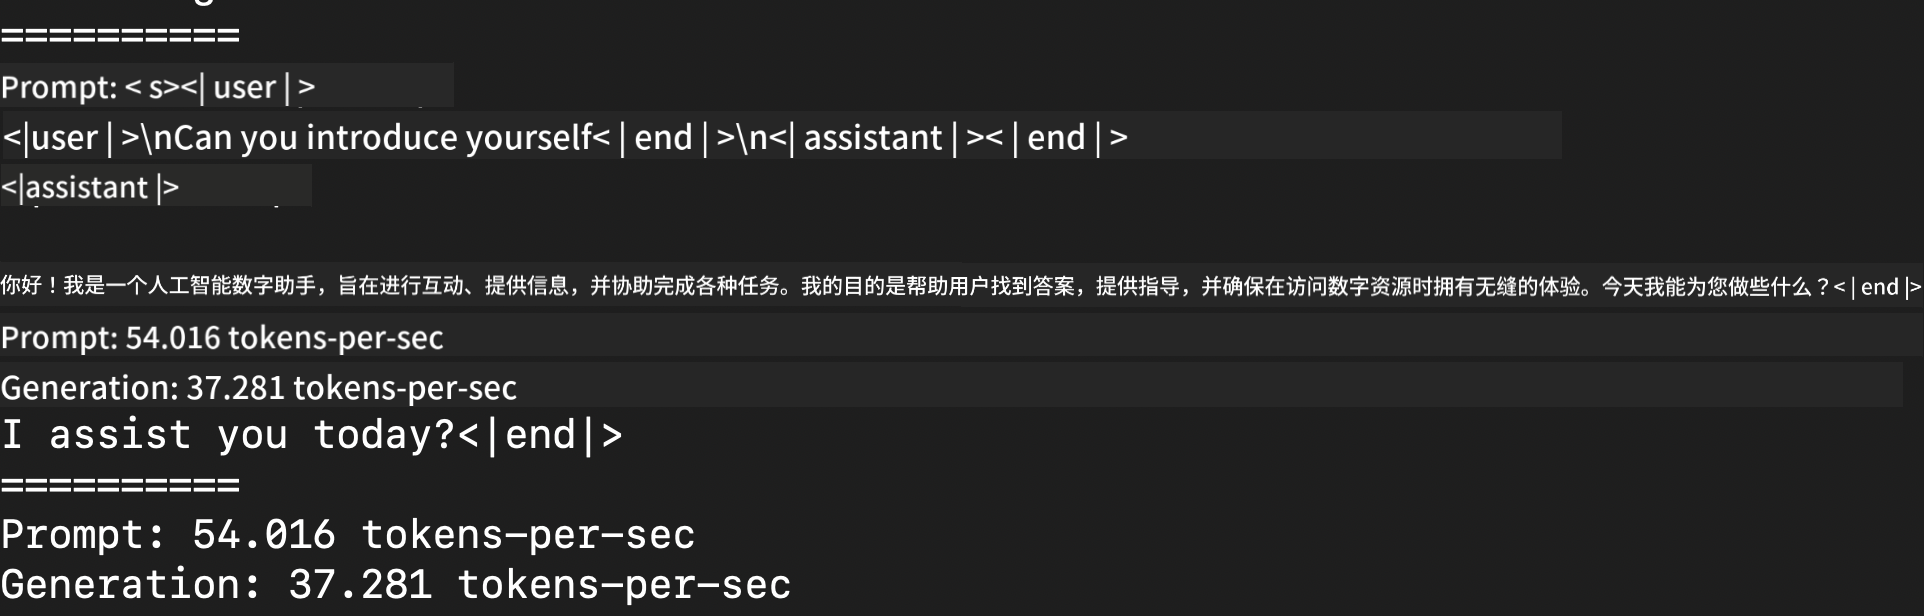 ==========
Prompt: < s><| user | >
<|user | >\nCan you introduce yourself< | end | >\n<| assistant | >< | end | >
<|assistant |>
你好！我是一个人工智能数字助手，旨在进行互动、提供信息，并协助完成各种任务。我的目的是帮助用户找到答案，提供指导，并确保在访问数字资源时拥有无缝的体验。今天我能为您做些什么？< | end |>
Prompt: 54.016 tokens-per-sec
Generation: 37.281 tokens-per-sec
I assist you today?<|end|>
==========
Prompt: 54.016 tokens-per-sec
Generation: 37.281 tokens-per-sec